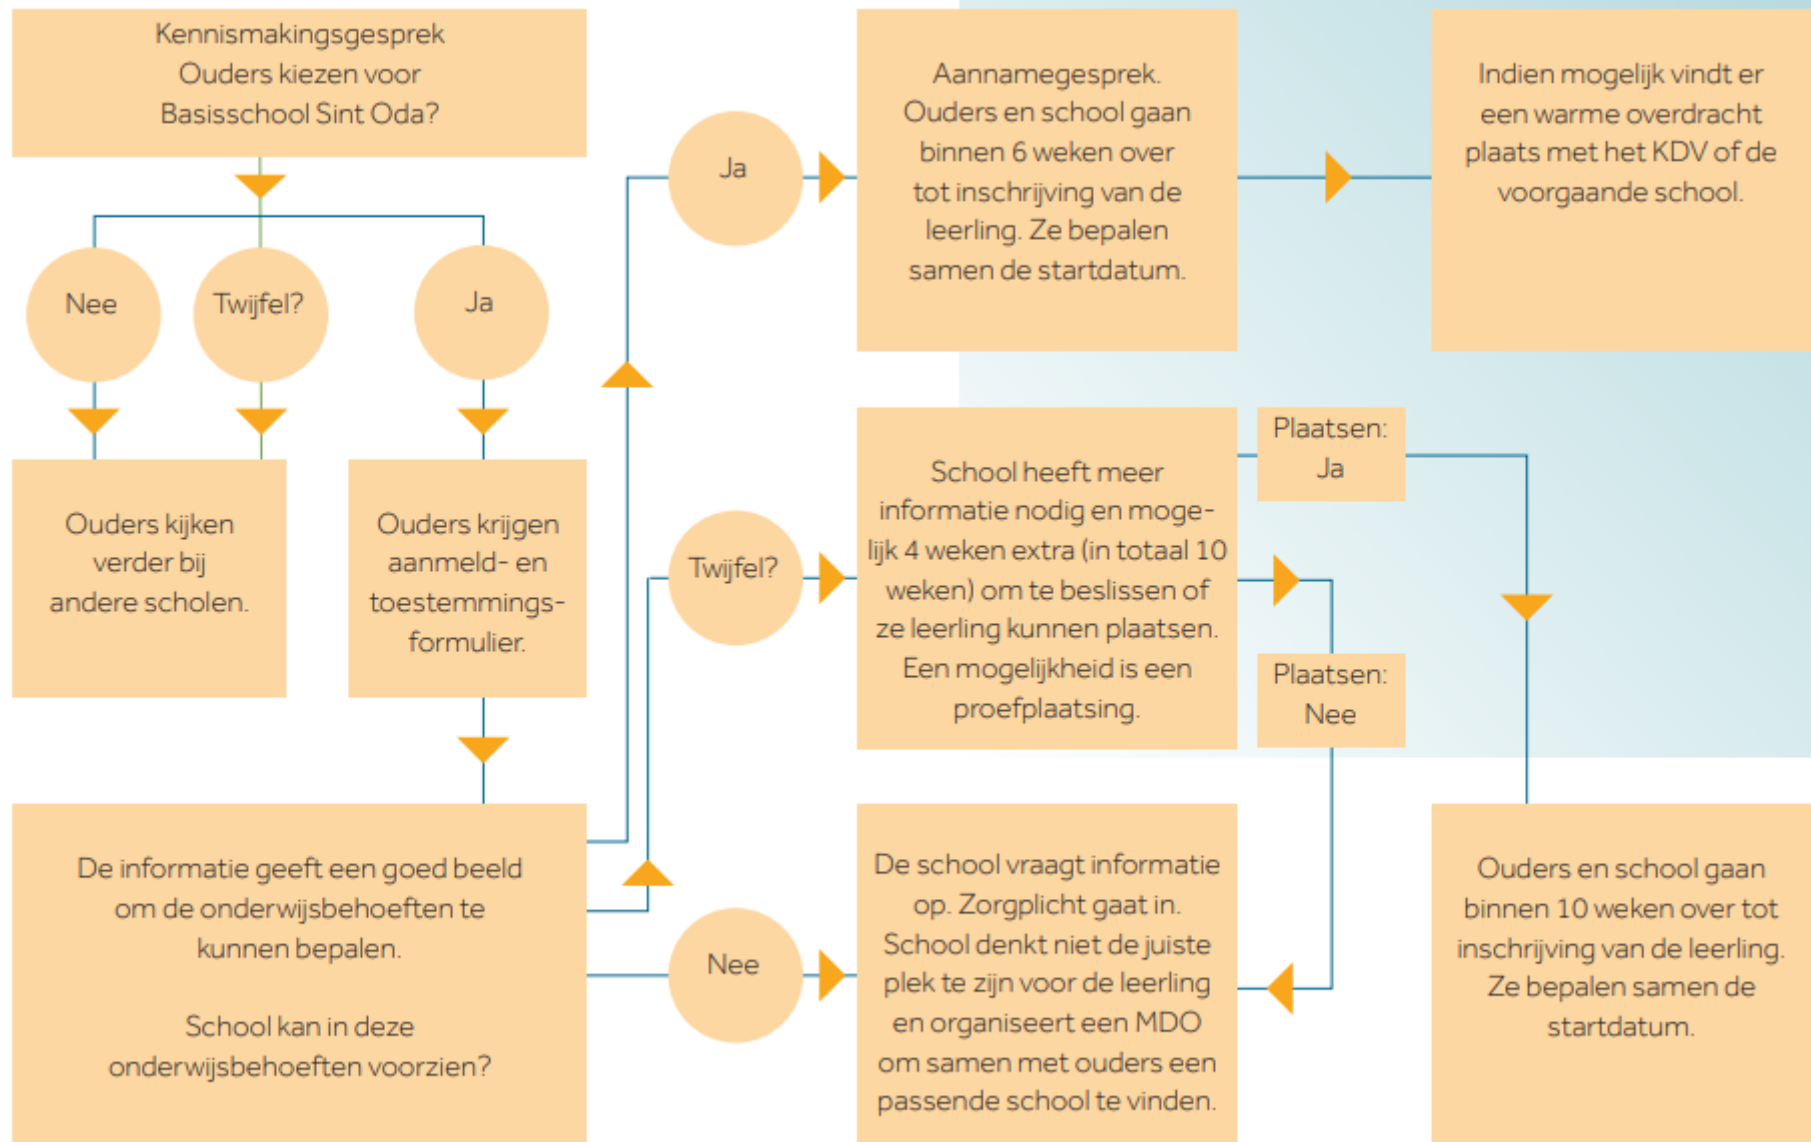 Kennismakingsgesprek
Ouders kiezen voor
Basisschool Sint Oda?
Nee
Twijfel?
Ja
Ouders kijken
verder bij
andere scholen.
Ouders krijgen
aanmeld- en
toestemmings-
formulier.
De informatie geeft een goed beeld
om de onderwijsbehoeften te
kunnen bepalen.
School kan in deze
onderwijsbehoeften voorzien?
Ja
Aannamegesprek.
Ouders en school gaan
binnen 6 weken over
tot inschrijving van de
leerling. Ze bepalen
samen de startdatum.
Indien mogelijk vindt er
een warme overdracht
plaats met het KDV of de
voorgaande school.
Twijfel?
School heeft meer
informatie nodig en moge-
lijk 4 weken extra (in totaal 10
weken) om te beslissen of
ze leerling kunnen plaatsen.
Een mogelijkheid is een
proefplaatsing.
Plaatsen:
Ja
Plaatsen:
Nee
Nee
De school vraagt informatie
op. Zorgplicht gaat in.
School denkt niet de juiste
plek te zijn voor de leerling
en organiseert een MDO
om samen met ouders een
passende school te vinden.
Ouders en school gaan
binnen 10 weken over tot
inschrijving van de leerling.
Ze bepalen samen de
startdatum.